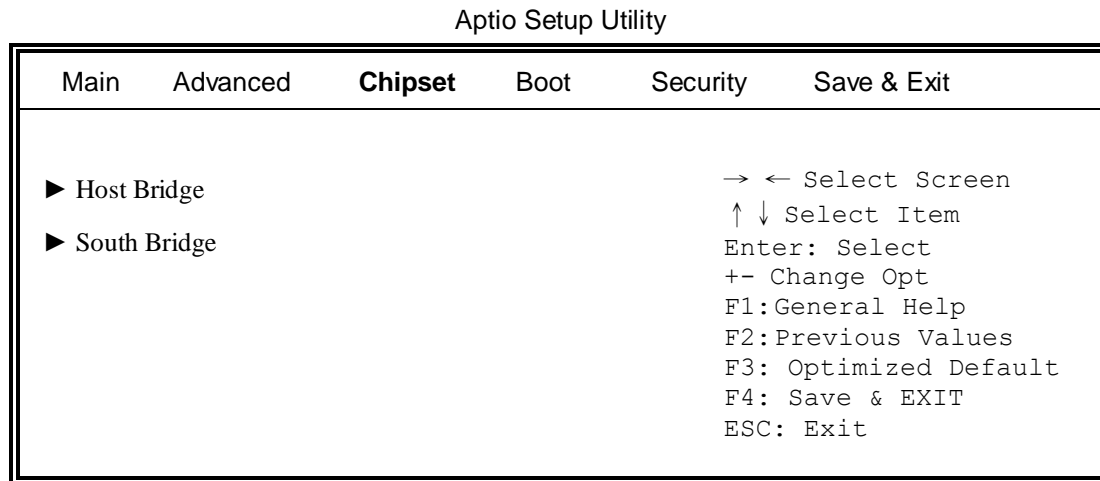 Aptio Setup Utility
Main Advanced Chipset Boot Security Save & Exit
► Host Bridge
► South Bridge
→ ← Select Screen
↑↓ Select Item
Enter: Select
+- Change Opt
F1:General Help
F2:Previous Values
F3: Optimized Default
F4: Save & EXIT
ESC: Exit